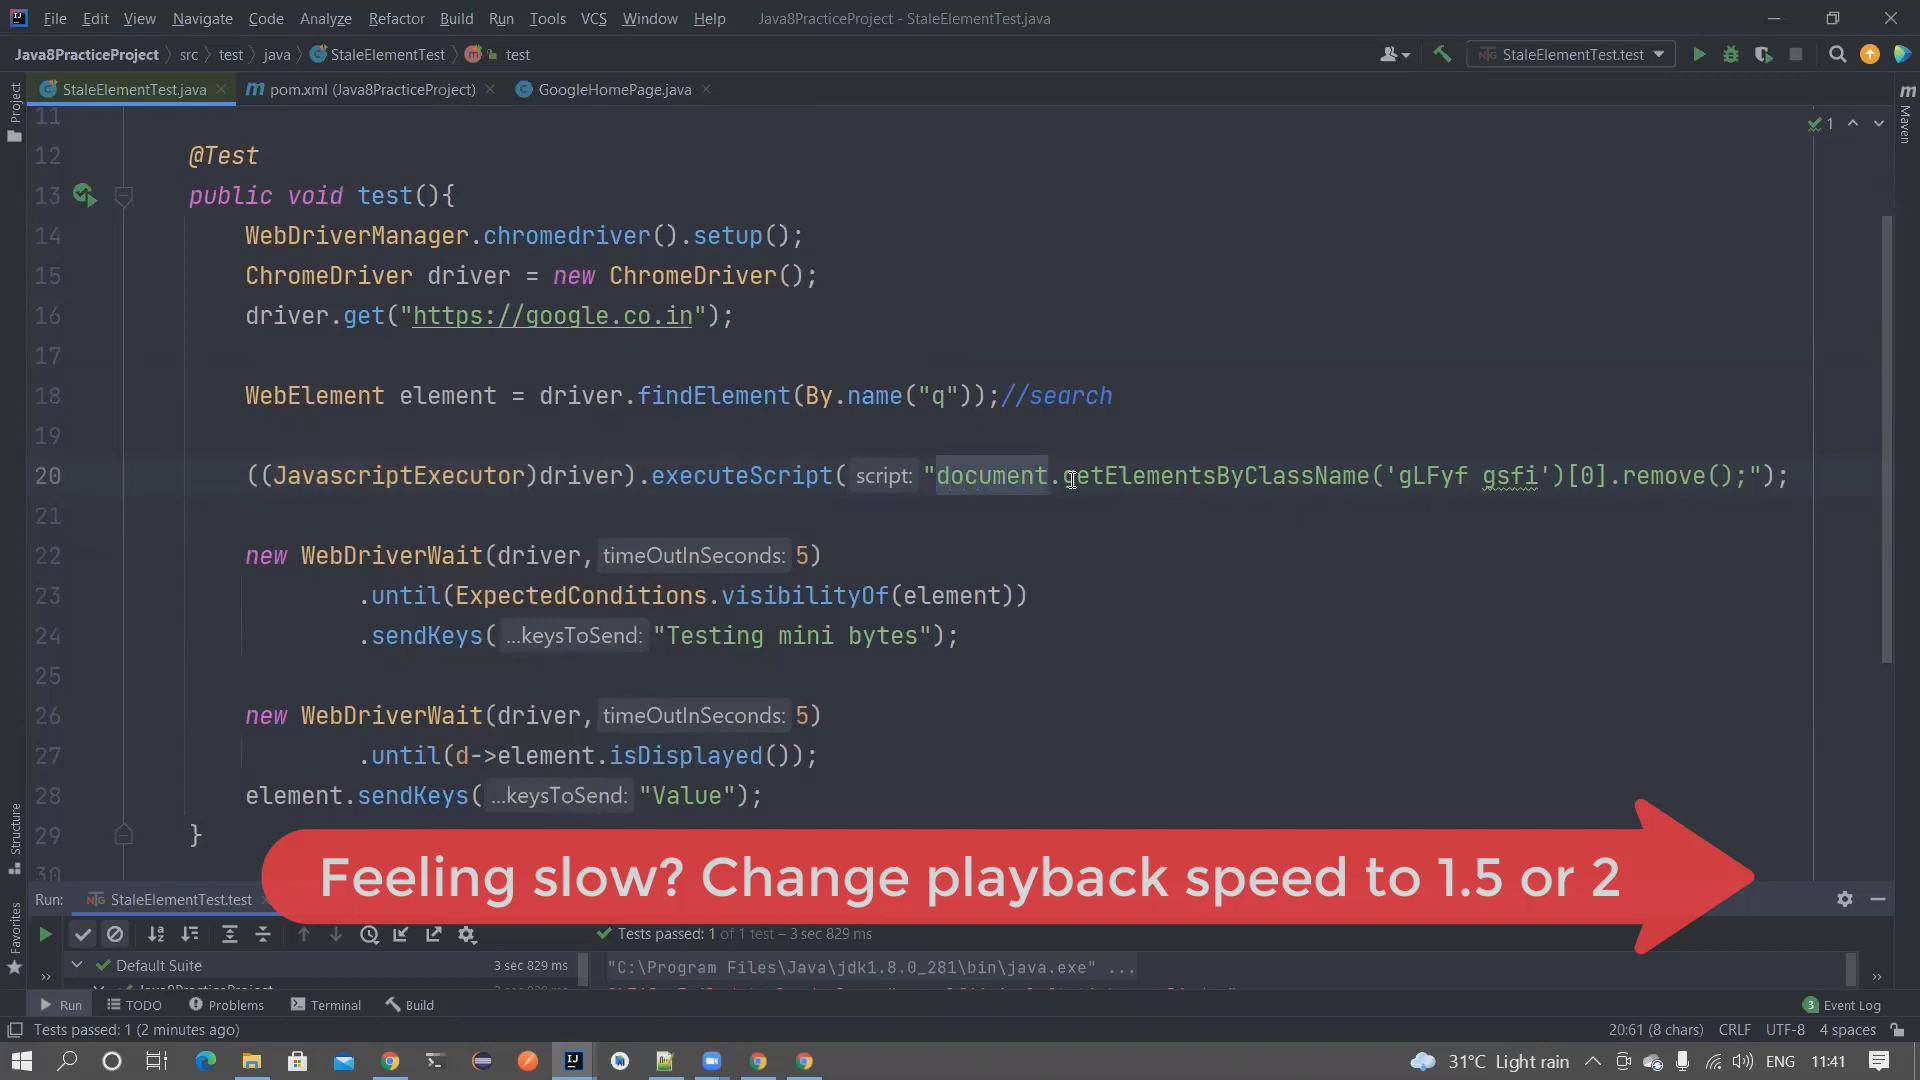 File Edit View Navigate Code Analyze Refactor Build Run Tools VCS Window Help Java8PracticeProject - StaleElementTest.java
Java8PracticeProject src test java StaleElementTest test StaleElementTest.test
StaleElementTest.java pom.xml (Java8PracticeProject) GoogleHomePage.java
Project
Maven
Structure
Favorites
1
11
12 @Test
13 public void test(){
14 WebDriverManager.chromedriver().setup();
15 ChromeDriver driver = new ChromeDriver();
16 driver.get("https://google.co.in");
17
18 WebElement element = driver.findElement(By.name("q"));//search
19
20 ((JavascriptExecutor)driver).executeScript( script: "document.getElementsByClassName('gLFyf gsfi')[0].remove();");
21
22 new WebDriverWait(driver, timeOutInSeconds: 5)
23 .until(ExpectedConditions.visibilityOf(element))
24 .sendKeys( ...keysToSend: "Testing mini bytes");
25
26 new WebDriverWait(driver, timeOutInSeconds: 5)
27 .until(d->element.isDisplayed());
28 element.sendKeys( ...keysToSend: "Value");
29 }
30
Feeling slow? Change playback speed to 1.5 or 2
Run: StaleElementTest.test
Tests passed: 1 of 1 test – 3 sec 829 ms
Default Suite 3 sec 829 ms "C:\Program Files\Java\jdk1.8.0_281\bin\java.exe" ...
Run TODO Problems Terminal Build 3 Event Log
Tests passed: 1 (2 minutes ago) 20:61 (8 chars) CRLF UTF-8 4 spaces
31°C Light rain ENG 11:41